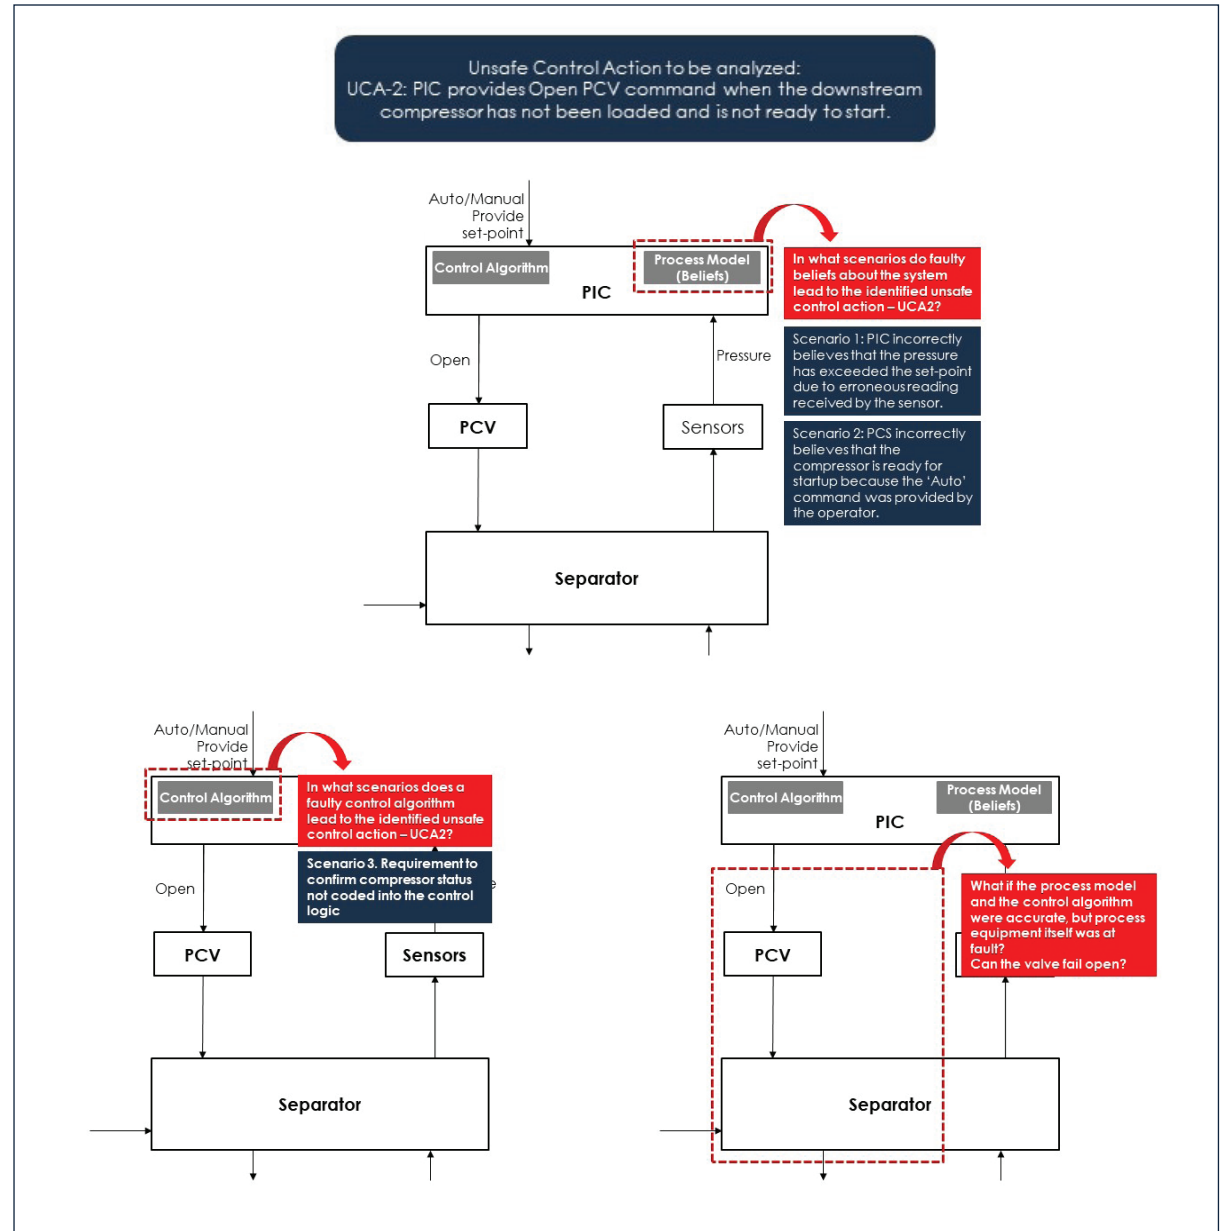 Unsafe Control Action to be analyzed:
UCA-2: PIC provides Open PCV command when the downstream
compressor has not been loaded and is not ready to start.
Auto/Manual
Provide
set-point
Control Algorithm
Process Model
(Beliefs)
PIC
In what scenarios do faulty
beliefs about the system
lead to the identified unsafe
control action – UCA2?
Scenario 1: PIC incorrectly
believes that the pressure
has exceeded the set-point
due to erroneous reading
received by the sensor.
Scenario 2: PCS incorrectly
believes that the
compressor is ready for
startup because the ‘Auto’
command was provided by
the operator.
Open
Pressure
PCV
Sensors
Separator
Auto/Manual
Provide
set-point
Control Algorithm
In what scenarios does a
faulty control algorithm
lead to the identified unsafe
control action – UCA2?
Scenario 3. Requirement to
confirm compressor status
not coded into the control
logic
Open
e
PCV
Sensors
Separator
Auto/Manual
Provide
set-point
Control Algorithm
Process Model
(Beliefs)
PIC
What if the process model
and the control algorithm
were accurate, but process
equipment itself was at
fault?
Can the valve fail open?
Open
PCV
Separator